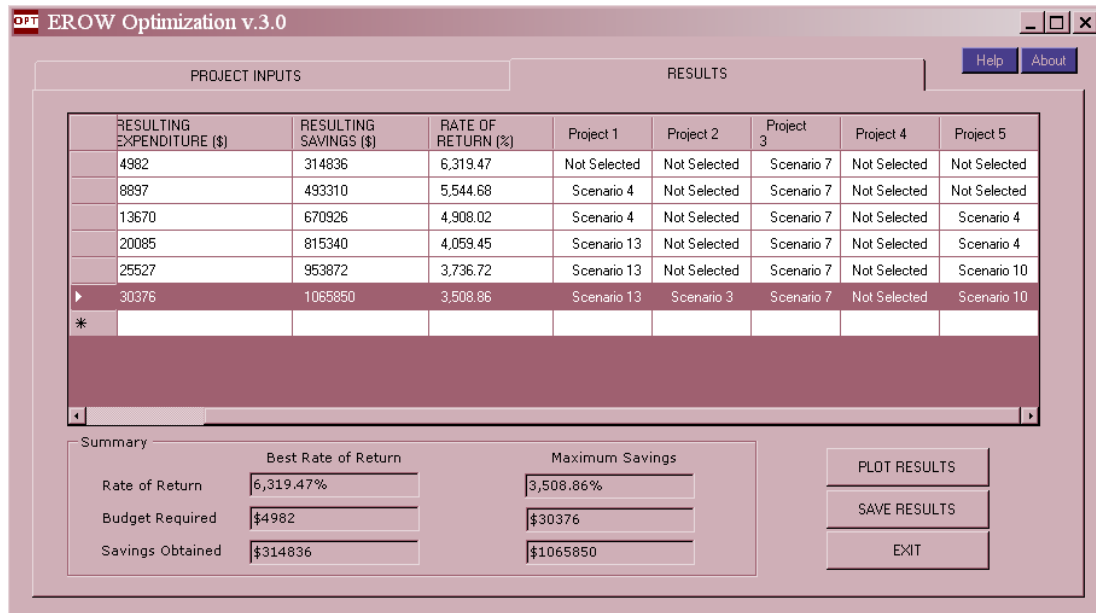 OPT EROW Optimization v.3.0
Help About
PROJECT INPUTS RESULTS
RESULTING EXPENDITURE ($) RESULTING SAVINGS ($) RATE OF RETURN (%) Project 1 Project 2 Project 3 Project 4 Project 5
4982 314836 6,319.47 Not Selected Not Selected Scenario 7 Not Selected Not Selected
8897 493310 5,544.68 Scenario 4 Not Selected Scenario 7 Not Selected Not Selected
13670 670926 4,908.02 Scenario 4 Not Selected Scenario 7 Not Selected Scenario 4
20085 815340 4,059.45 Scenario 13 Not Selected Scenario 7 Not Selected Scenario 4
25527 953872 3,736.72 Scenario 13 Not Selected Scenario 7 Not Selected Scenario 10
30376 1065850 3,508.86 Scenario 13 Scenario 3 Scenario 7 Not Selected Scenario 10
Summary
Best Rate of Return Maximum Savings
Rate of Return 6,319.47% 3,508.86%
Budget Required $4982 $30376
Savings Obtained $314836 $1065850
PLOT RESULTS
SAVE RESULTS
EXIT